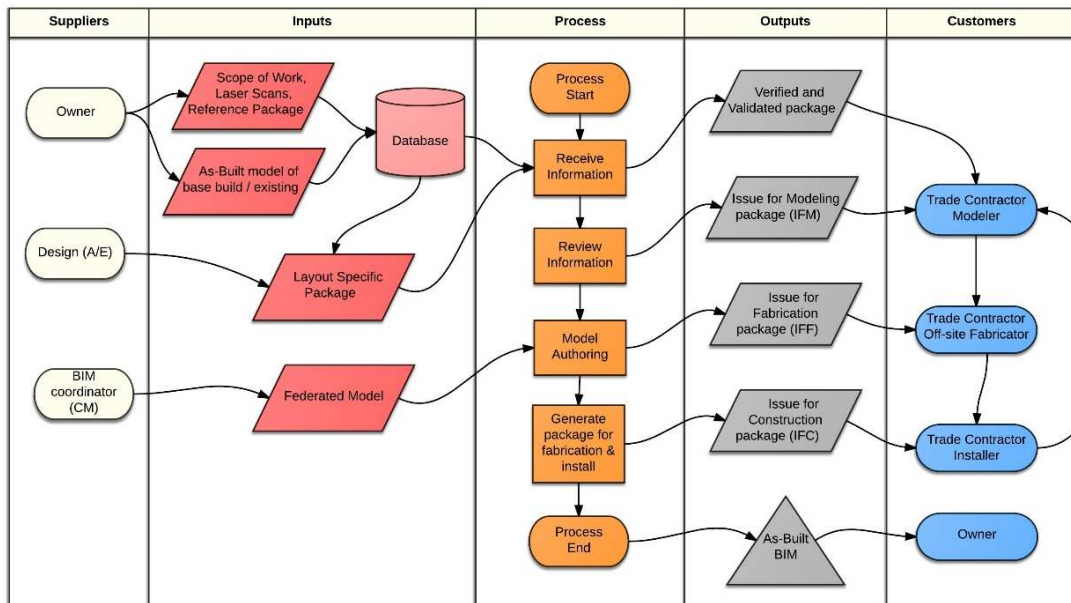 Suppliers
Inputs
Process
Outputs
Customers
Owner
Scope of Work,
Laser Scans,
Reference Package
As-Built model of
base build / existing
Database
Design (A/E)
Layout Specific
Package
BIM
coordinator
(CM)
Federated Model
Process
Start
Receive
Information
Review
Information
Model
Authoring
Generate
package for
fabrication &
install
Process
End
Verified and
Validated package
Issue for Modeling
package (IFM)
Issue for
Fabrication
package (IFF)
Issue for
Construction
package (IFC)
As-Built
BIM
Trade Contractor
Modeler
Trade Contractor
Off-site Fabricator
Trade Contractor
Installer
Owner